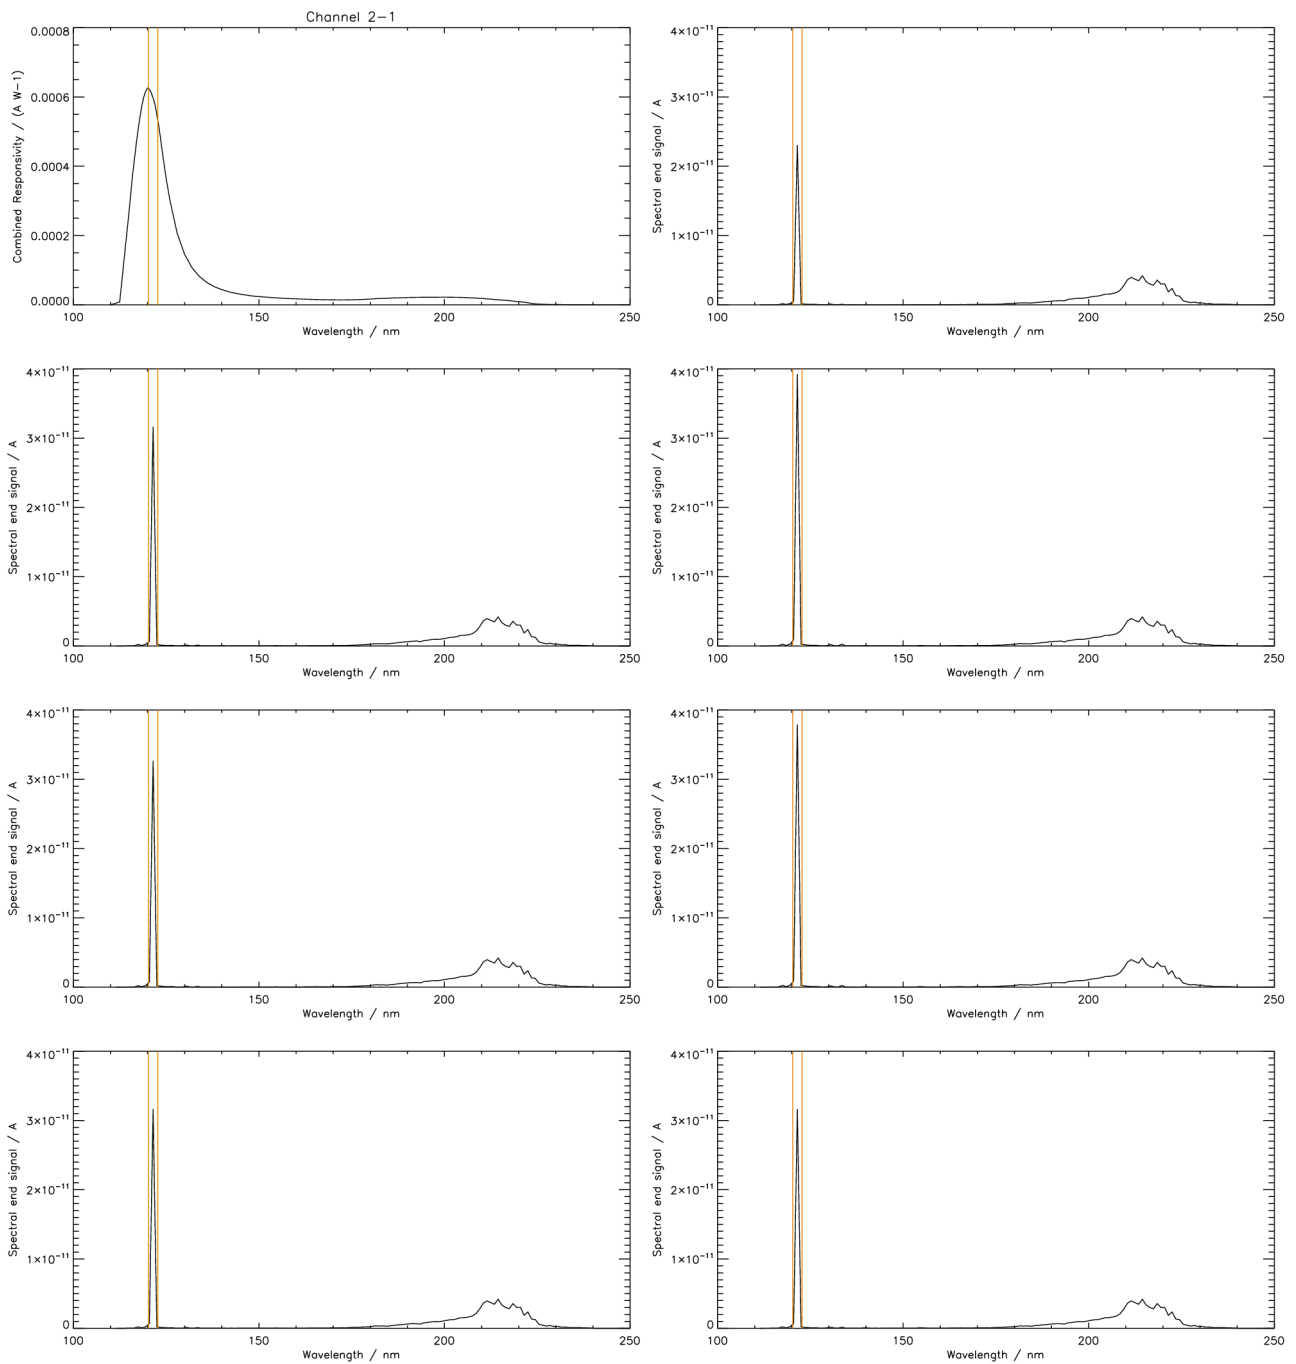 Channel 2-1
Combined Responsivity / (A W-1)
0.0008
0.0006
0.0004
0.0002
0.0000
100 150 200 250
Wavelength / nm
Spectral end signal / A
4×10⁻¹¹
3×10⁻¹¹
2×10⁻¹¹
1×10⁻¹¹
0
100 150 200 250
Wavelength / nm
Spectral end signal / A
4×10⁻¹¹
3×10⁻¹¹
2×10⁻¹¹
1×10⁻¹¹
0
100 150 200 250
Wavelength / nm
Spectral end signal / A
4×10⁻¹¹
3×10⁻¹¹
2×10⁻¹¹
1×10⁻¹¹
0
100 150 200 250
Wavelength / nm
Spectral end signal / A
4×10⁻¹¹
3×10⁻¹¹
2×10⁻¹¹
1×10⁻¹¹
0
100 150 200 250
Wavelength / nm
Spectral end signal / A
4×10⁻¹¹
3×10⁻¹¹
2×10⁻¹¹
1×10⁻¹¹
0
100 150 200 250
Wavelength / nm
Spectral end signal / A
4×10⁻¹¹
3×10⁻¹¹
2×10⁻¹¹
1×10⁻¹¹
0
100 150 200 250
Wavelength / nm
Spectral end signal / A
4×10⁻¹¹
3×10⁻¹¹
2×10⁻¹¹
1×10⁻¹¹
0
100 150 200 250
Wavelength / nm